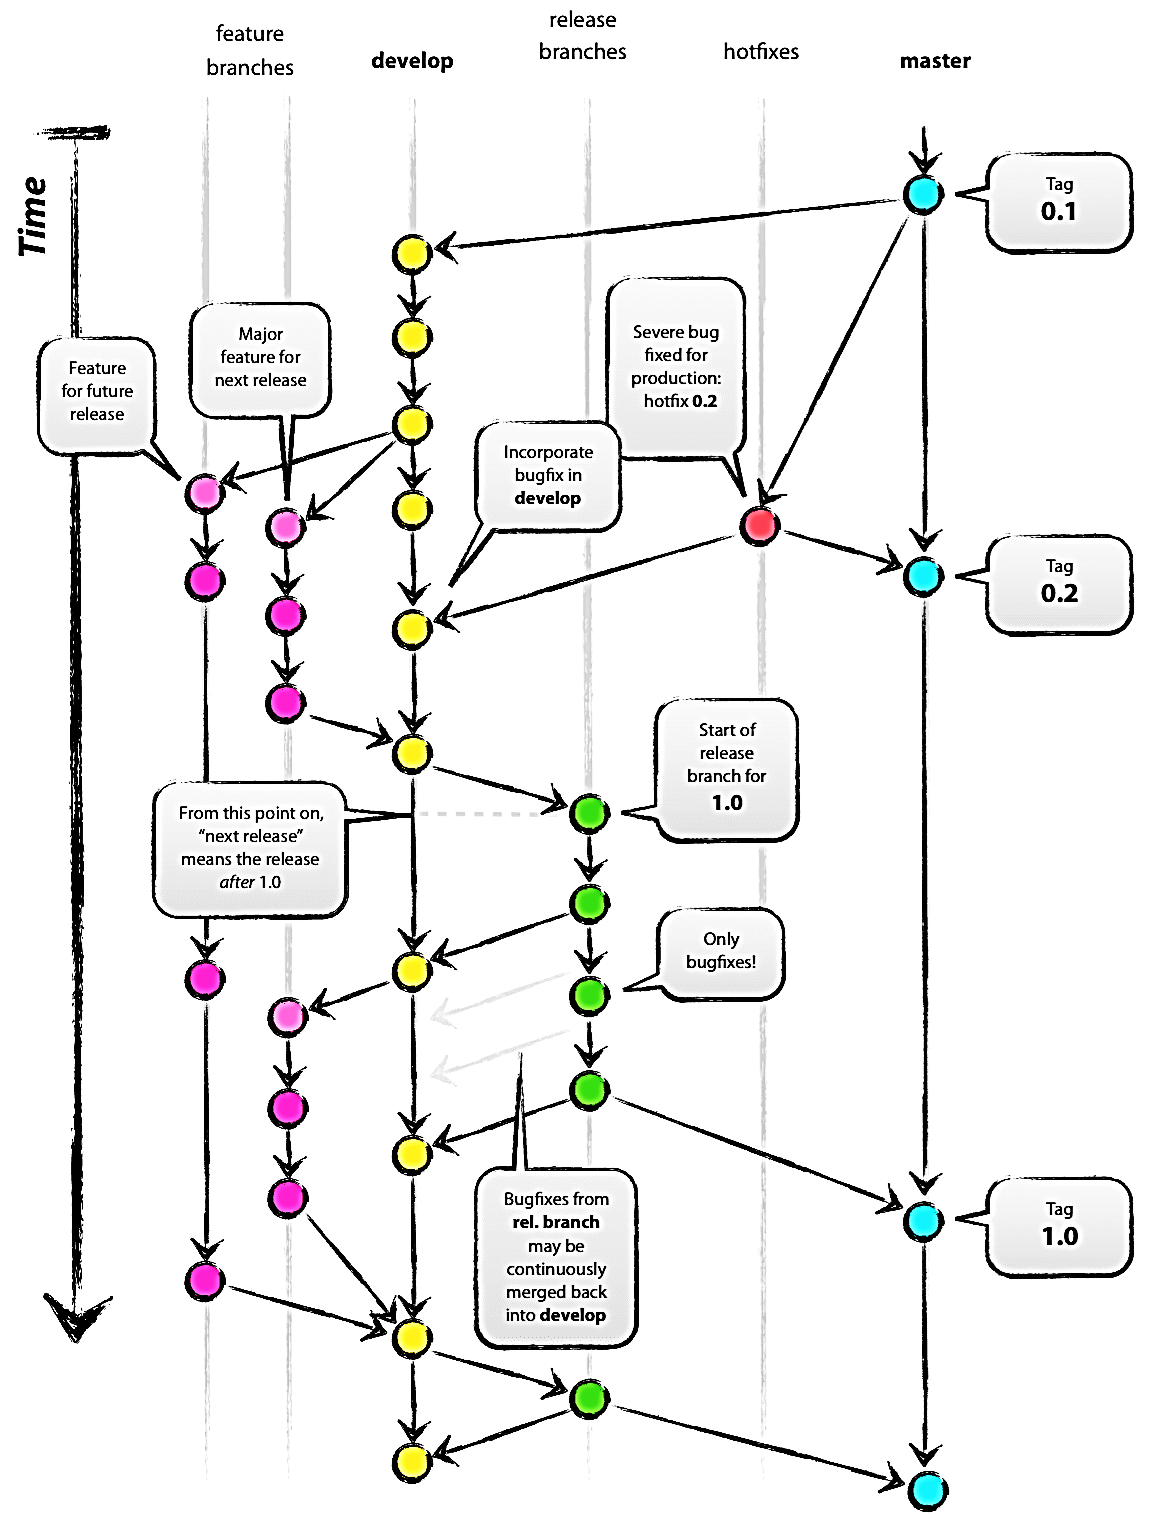 feature
branches
develop
release
branches
hotfixes
master
Time
Tag
0.1
Major
feature for
next release
Feature
for future
release
Severe bug
fixed for
production:
hotfix 0.2
Incorporate
bugfix in
develop
Tag
0.2
Start of
release
branch for
1.0
From this point on,
“next release”
means the release
after 1.0
Only
bugfixes!
Bugfixes from
rel. branch
may be
continuously
merged back
into develop
Tag
1.0